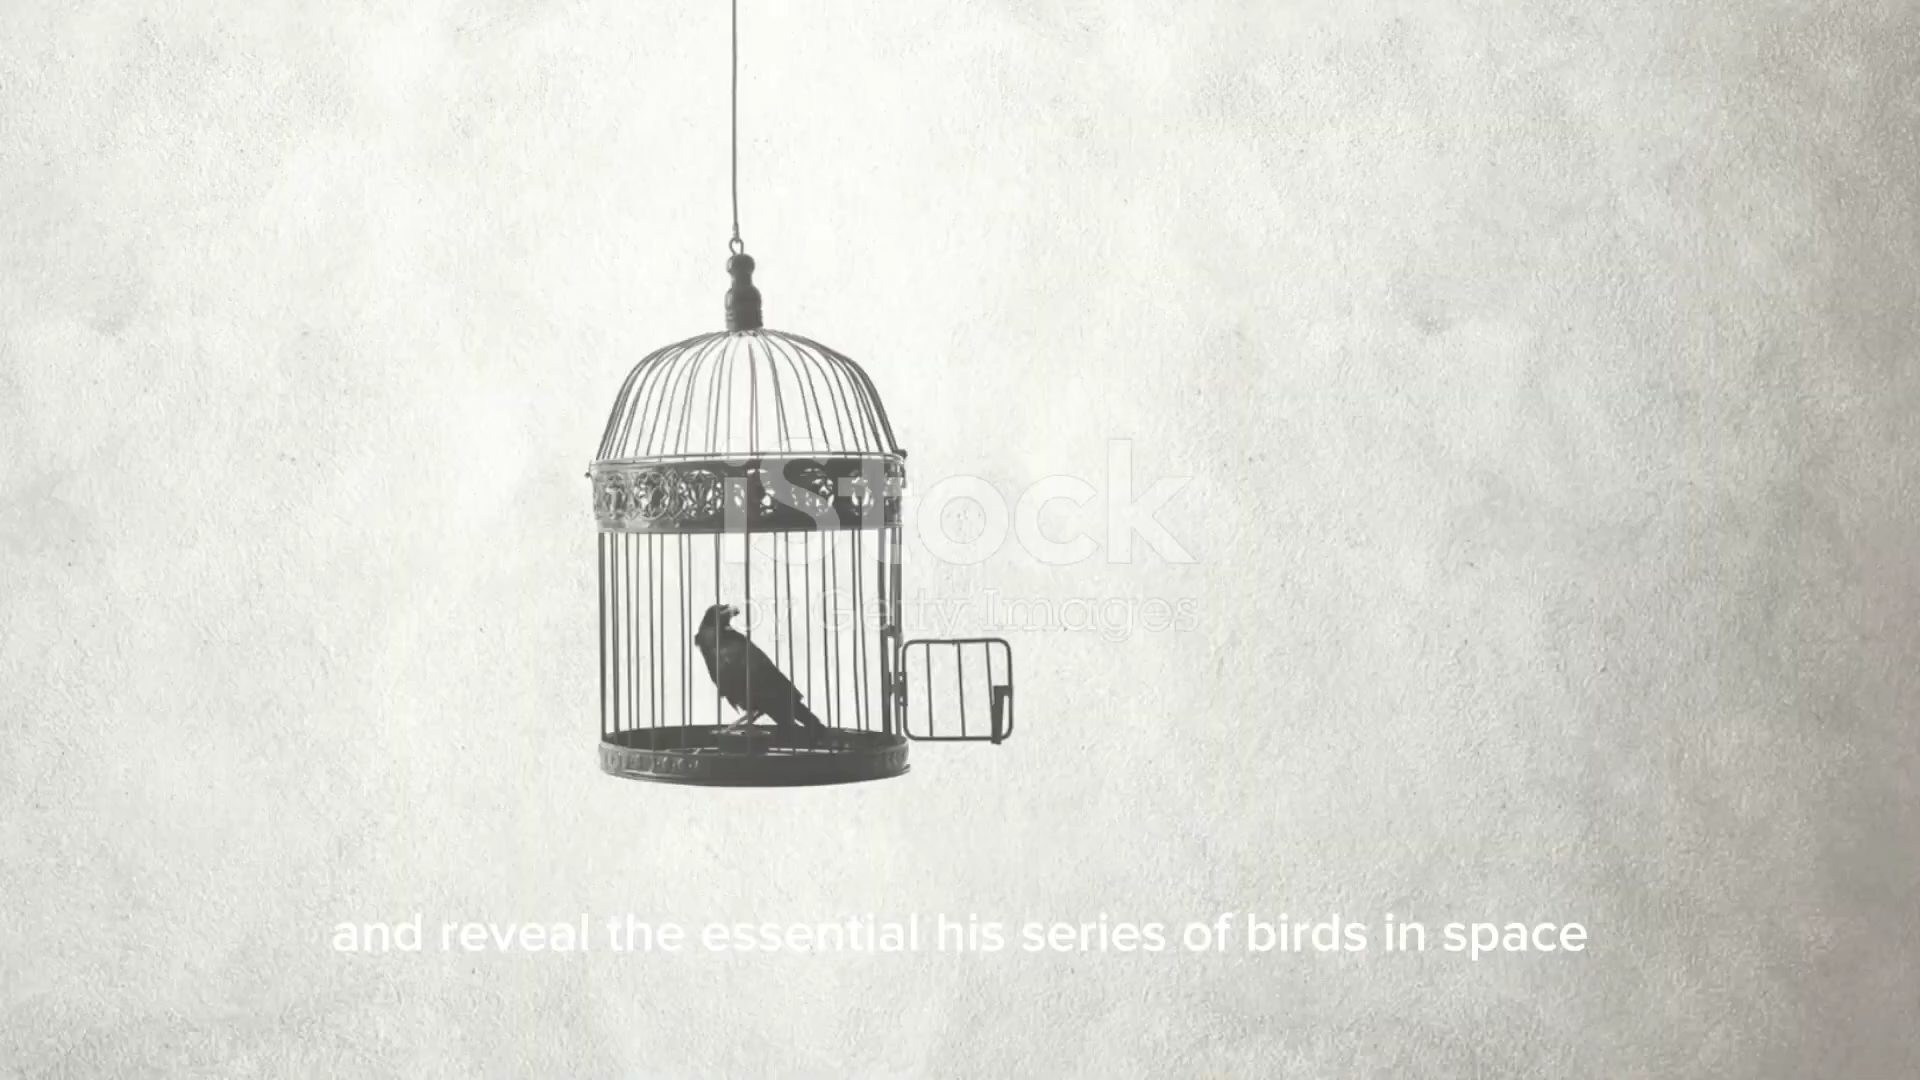 iStock
by Getty Images
and reveal the essential his series of birds in space